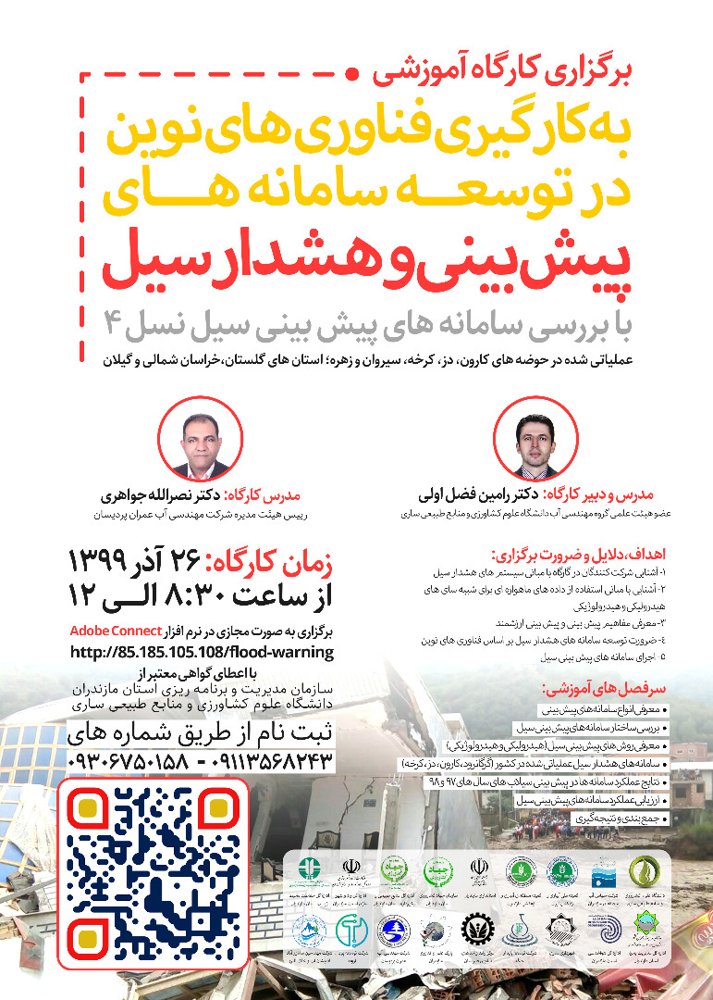 برگزاری کارگاه آموزشی
به‌کارگیری فناوری‌های نوین
در توسعه سامانه های
پیش‌بینی و هشدار سیل
با بررسی سامانه های پیش بینی سیل نسل ۴
عملیاتی شده در حوضه های کارون، دز، کرخه، سیروان و زهره؛ استان های گلستان، خراسان شمالی و گیلان
مدرس و دبیر کارگاه: دکتر رامین فضل اولی
عضو هیئت علمی گروه مهندسی آب دانشگاه علوم کشاورزی و منابع طبیعی ساری
مدرس کارگاه: دکتر نصرالله جواهری
رییس هیئت مدیره شرکت مهندسی آب عمران پردیسان
اهداف، دلایل و ضرورت برگزاری:
۱- آشنایی شرکت کنندگان در گارگاه با مبانی سیستم های هشدار سیل
۲- آشنایی با مبانی استفاده از داده های ماهواره ای برای شبیه سای های
هیدرولیکی و هیدرولوژیکی
۳- معرفی مفاهیم پیش بینی و پیش بینی ارزشمند
٤- ضرورت توسعه سامانه های هشدار سیل بر اساس فناوری های نوین
۵- اجرای سامانه های پیش بینی سیل
سرفصل های آموزشی:
• معرفی انواع سامانه‌های پیش‌بینی
• بررسی ساختار سامانه‌های پیش‌بینی سیل
• معرفی روش‌های پیش‌بینی سیل (هیدرولیکی و هیدرولوژیکی)
• سامانه‌های هشدار سیل عملیاتی شده در کشور (گرگانرود، کارون، دز، کرخه)
• نتایج عملکرد سامانه ها در پیش بینی سیلاب های سال های ۹۷ و ۹۸
• ارزیابی عملکرد سامانه‌های پیش‌بینی سیل
• جمع بندی و نتیجه‌گیری
زمان کارگاه: ۲۶ آذر ۱۳۹۹
از ساعت ۸:۳۰ الی ۱۲
برگزاری به صورت مجازی در نرم افزار Adobe Connect
http://85.185.105.108/flood-warning
با اعطای گواهی معتبر از
سازمان مدیریت و برنامه ریزی استان مازندران
دانشگاه علوم کشاورزی و منابع طبیعی ساری
ثبت نام از طریق شماره های
۰۹۱۱۳۵۶۸۲۴۳ - ۰۹۳۰۶۷۵۰۱۵۸